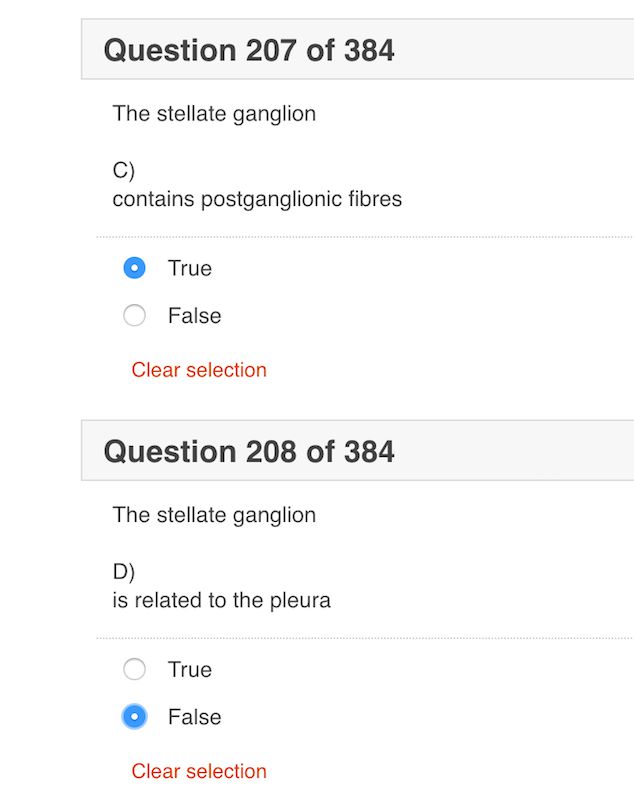 Question 207 of 384
The stellate ganglion
C)
contains postganglionic fibres
True
False
Clear selection
Question 208 of 384
The stellate ganglion
D)
is related to the pleura
True
False
Clear selection